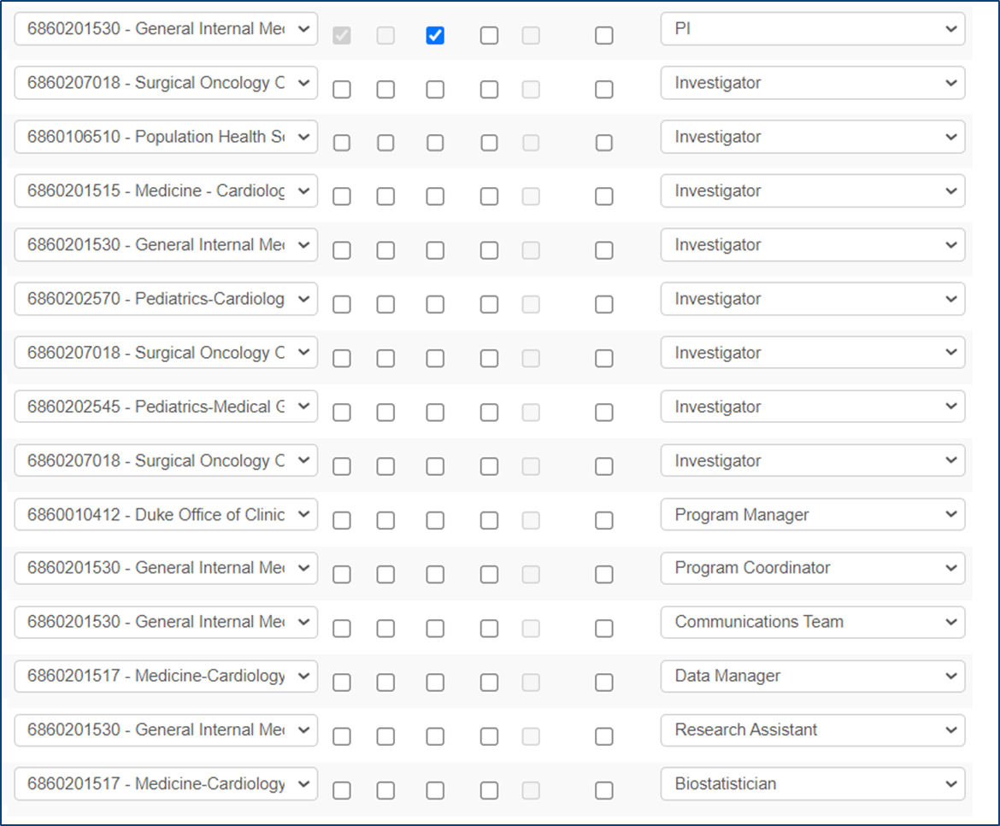 6860201530 - General Internal Me PI
6860207018 - Surgical Oncology C Investigator
6860106510 - Population Health S Investigator
6860201515 - Medicine - Cardiolog Investigator
6860201530 - General Internal Me Investigator
6860202570 - Pediatrics-Cardiolog Investigator
6860207018 - Surgical Oncology C Investigator
6860202545 - Pediatrics-Medical G Investigator
6860207018 - Surgical Oncology C Investigator
6860010412 - Duke Office of Clinic Program Manager
6860201530 - General Internal Me Program Coordinator
6860201530 - General Internal Me Communications Team
6860201517 - Medicine-Cardiology Data Manager
6860201530 - General Internal Me Research Assistant
6860201517 - Medicine-Cardiology Biostatistician